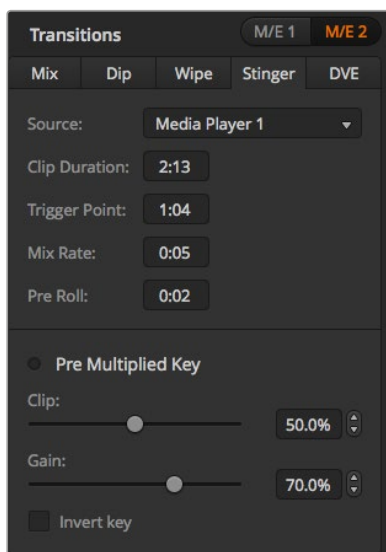 Transitions M/E 1 M/E 2
Mix Dip Wipe Stinger DVE
Source: Media Player 1
Clip Duration: 2:13
Trigger Point: 1:04
Mix Rate: 0:05
Pre Roll: 0:02
Pre Multiplied Key
Clip:
50.0%
Gain:
70.0%
Invert key